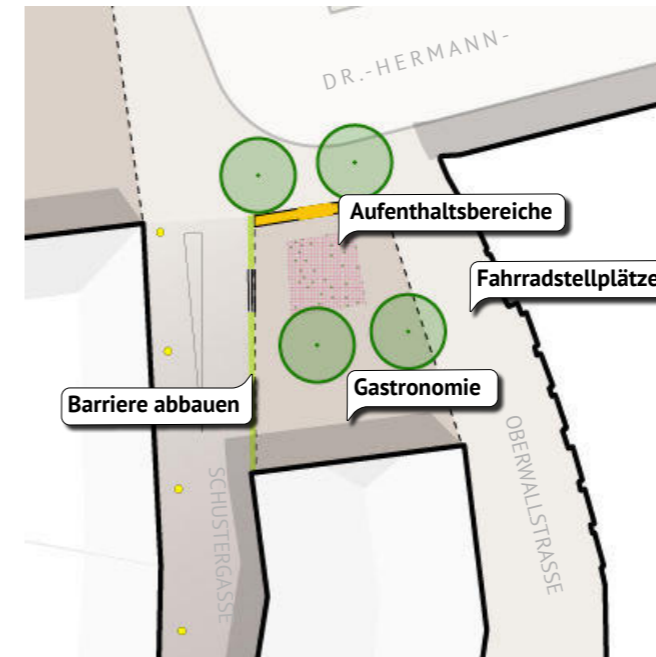 DR.-HERMANN-
Aufenthaltsbereiche
Fahrradstellplätze
Gastronomie
Barriere abbauen
SCHUSTERGASSE
OBERWALLSTRASSE